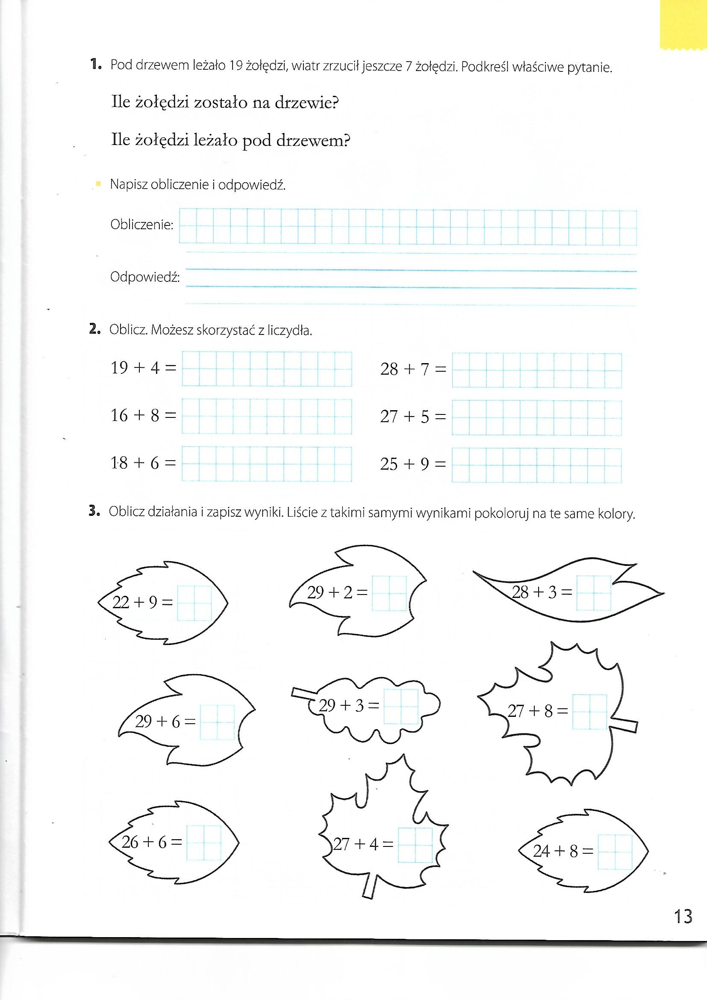 1. Pod drzewem leżało 19 żołędzi, wiatr zrzucił jeszcze 7 żołędzi. Podkreśl właściwe pytanie.
Ile żołędzi zostało na drzewie?
Ile żołędzi leżało pod drzewem?
Napisz obliczenie i odpowiedź.
Obliczenie:
Odpowiedź:
2. Oblicz. Możesz skorzystać z liczydła.
19 + 4 =
28 + 7 =
16 + 8 =
27 + 5 =
18 + 6 =
25 + 9 =
3. Oblicz działania i zapisz wyniki. Liście z takimi samymi wynikami pokoloruj na te same kolory.
22 + 9 =
29 + 2 =
28 + 3 =
29 + 6 =
29 + 3 =
27 + 8 =
26 + 6 =
27 + 4 =
24 + 8 =
13